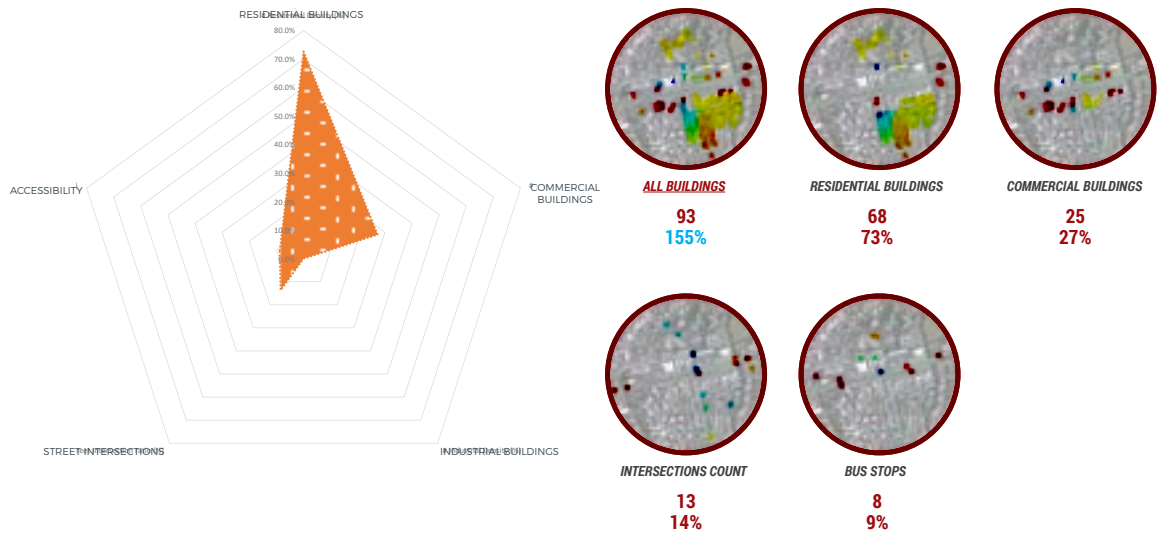 RESIDENTIAL BUILDINGS
80.0%
70.0%
60.0%
50.0%
40.0%
30.0%
20.0%
10.0%
0.0%
ACCESSIBILITY
COMMERCIAL
BUILDINGS
STREET INTERSECTIONS
INDUSTRIAL BUILDINGS
ALL BUILDINGS
93
155%
RESIDENTIAL BUILDINGS
68
73%
COMMERCIAL BUILDINGS
25
27%
INTERSECTIONS COUNT
13
14%
BUS STOPS
8
9%